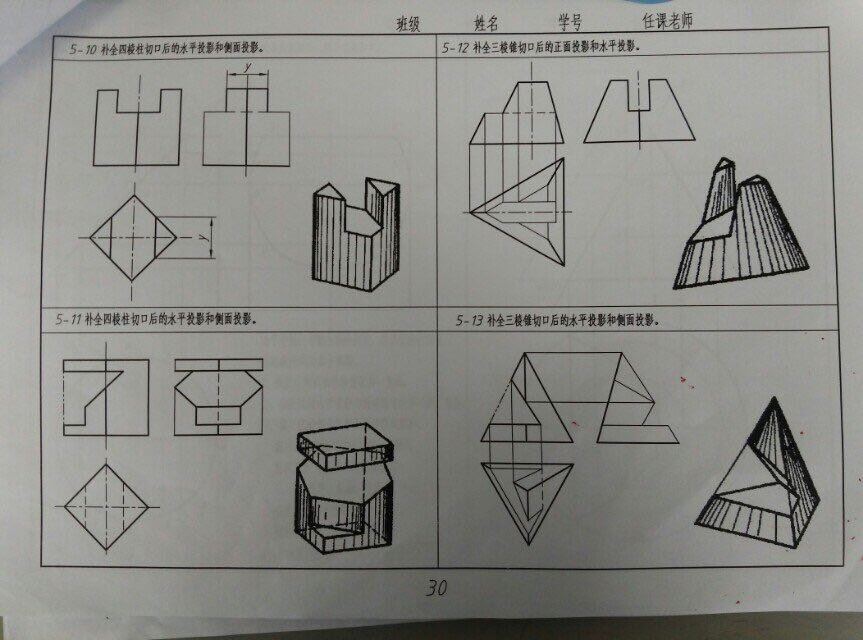 班级 姓名 学号 任课老师
5-10 补全四棱柱切口后的水平投影和侧面投影。
5-12 补全三棱锥切口后的正面投影和水平投影。
y
y
5-11 补全四棱柱切口后的水平投影和侧面投影。
5-13 补全三棱锥切口后的水平投影和侧面投影。
30